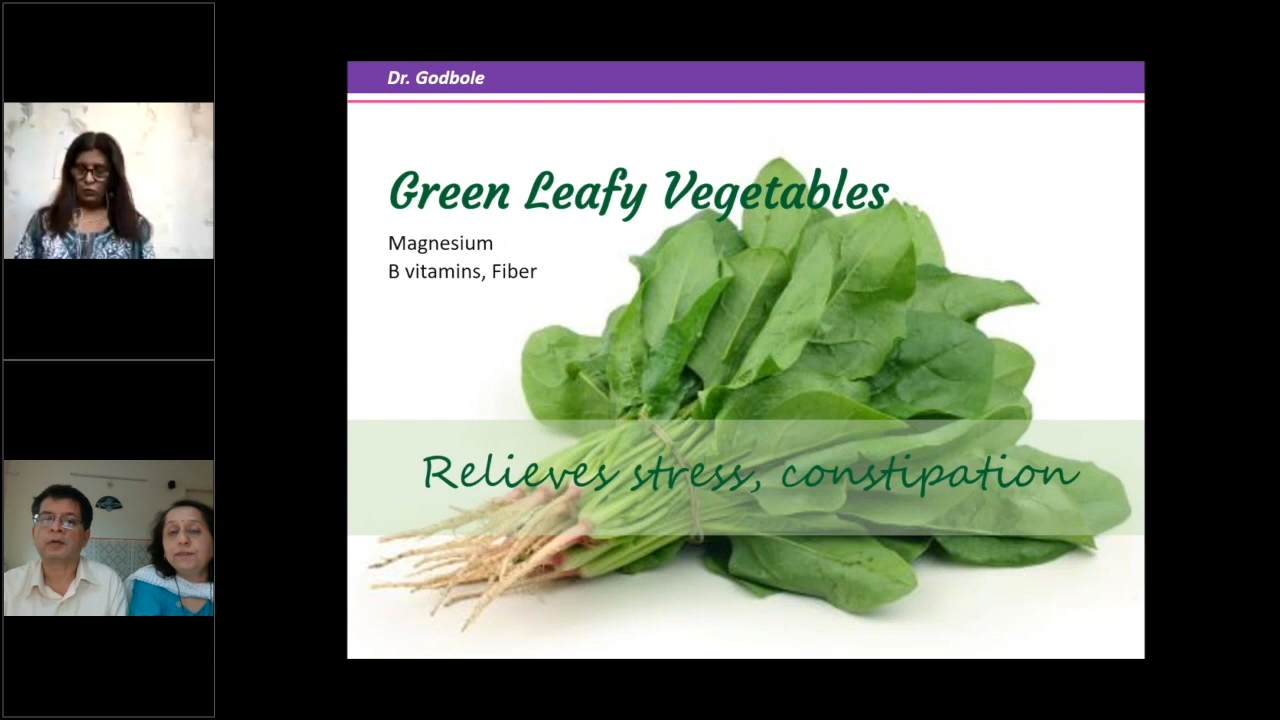 Dr. Godbole
Green Leafy Vegetables
Magnesium
B vitamins, Fiber
Relieves stress, constipation